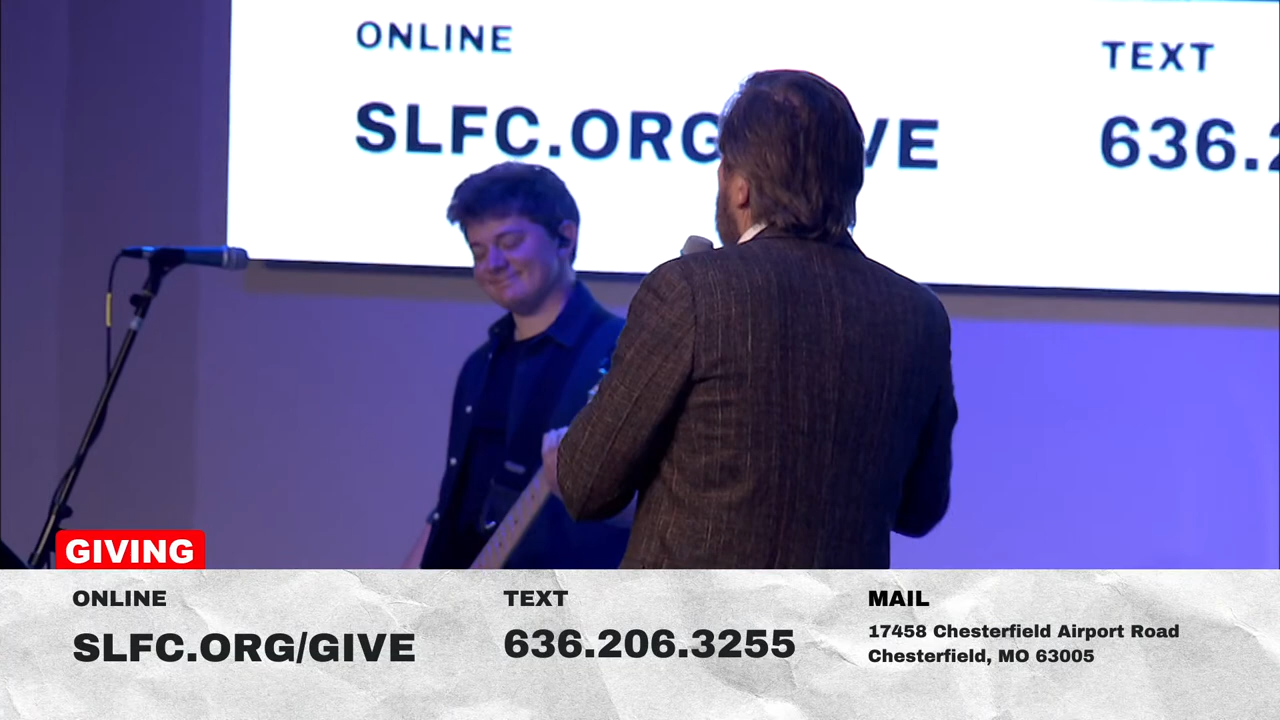 ONLINE
SLFC.ORG
VE
TEXT
636.2
GIVING
ONLINE
SLFC.ORG/GIVE
TEXT
636.206.3255
MAIL
17458 Chesterfield Airport Road
Chesterfield, MO 63005